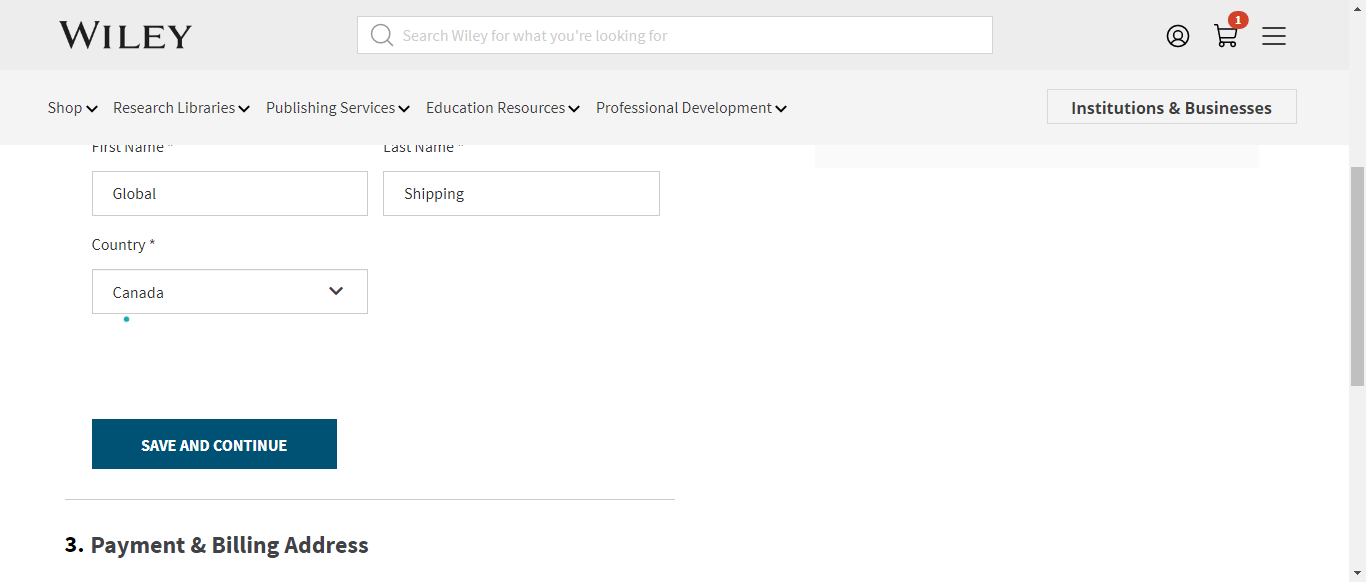 WILEY
Search Wiley for what you're looking for
1
Shop
Research Libraries
Publishing Services
Education Resources
Professional Development
Institutions & Businesses
First Name *
Last Name *
Global
Shipping
Country *
Canada
SAVE AND CONTINUE
3. Payment & Billing Address